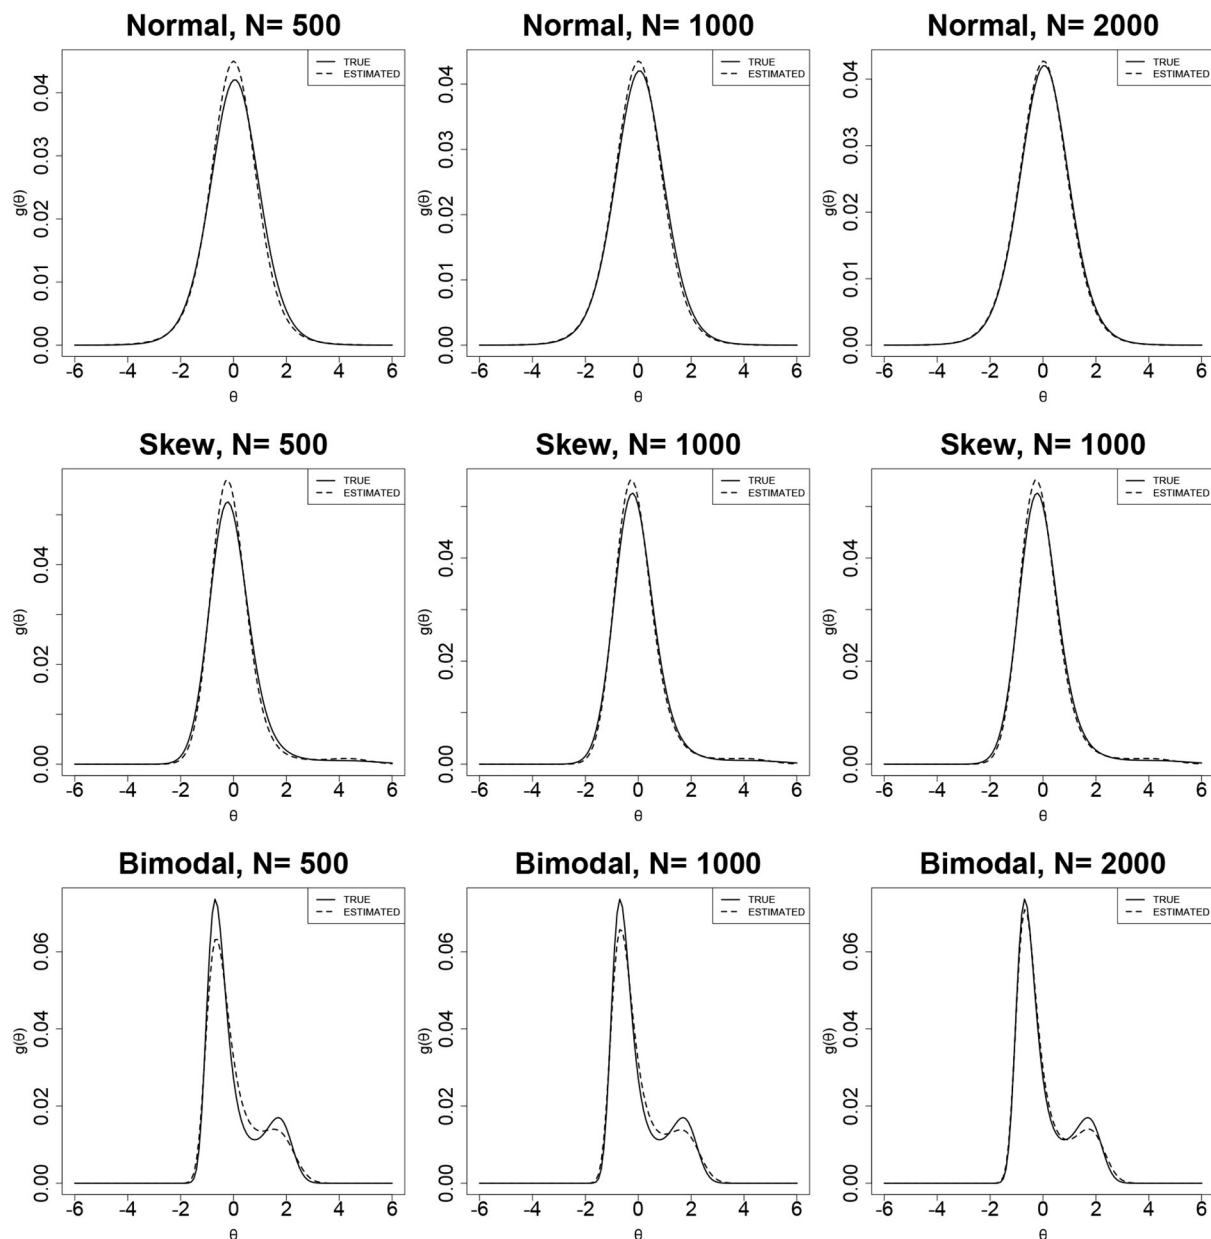 Normal, N= 500
TRUE
ESTIMATED
g(θ)
0.04
0.03
0.02
0.01
0.00
-6 -4 -2 0 2 4 6
θ
Normal, N= 1000
TRUE
ESTIMATED
g(θ)
0.04
0.03
0.02
0.01
0.00
-6 -4 -2 0 2 4 6
θ
Normal, N= 2000
TRUE
ESTIMATED
g(θ)
0.04
0.03
0.02
0.01
0.00
-6 -4 -2 0 2 4 6
θ
Skew, N= 500
TRUE
ESTIMATED
g(θ)
0.04
0.02
0.00
-6 -4 -2 0 2 4 6
θ
Skew, N= 1000
TRUE
ESTIMATED
g(θ)
0.04
0.02
0.00
-6 -4 -2 0 2 4 6
θ
Skew, N= 1000
TRUE
ESTIMATED
g(θ)
0.04
0.02
0.00
-6 -4 -2 0 2 4 6
θ
Bimodal, N= 500
TRUE
ESTIMATED
g(θ)
0.06
0.04
0.02
0.00
-6 -4 -2 0 2 4 6
θ
Bimodal, N= 1000
TRUE
ESTIMATED
g(θ)
0.06
0.04
0.02
0.00
-6 -4 -2 0 2 4 6
θ
Bimodal, N= 2000
TRUE
ESTIMATED
g(θ)
0.06
0.04
0.02
0.00
-6 -4 -2 0 2 4 6
θ